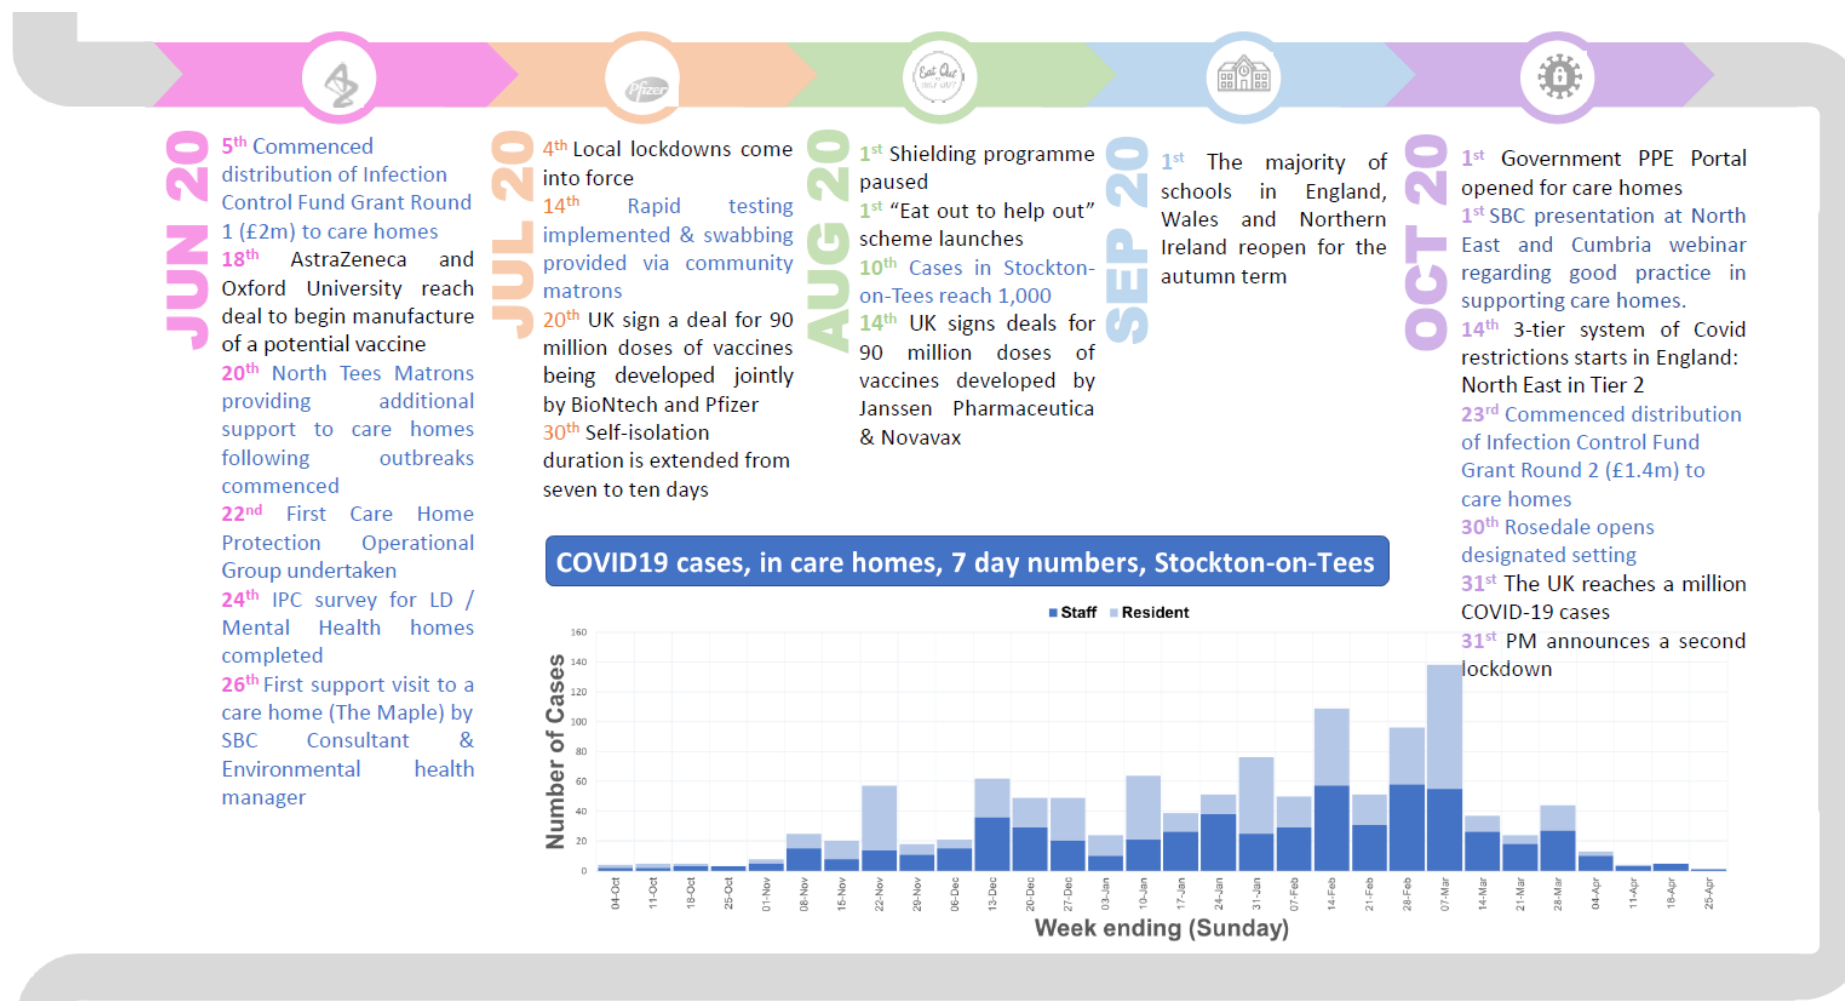 Pfizer
Eat Out
HELP OUT
JUN 20
5th Commenced
distribution of Infection
Control Fund Grant Round
1 (£2m) to care homes
18th AstraZeneca and
Oxford University reach
deal to begin manufacture
of a potential vaccine
20th North Tees Matrons
providing additional
support to care homes
following outbreaks
commenced
22nd First Care Home
Protection Operational
Group undertaken
24th IPC survey for LD /
Mental Health homes
completed
26th First support visit to a
care home (The Maple) by
SBC Consultant &
Environmental health
manager
JUL 20
4th Local lockdowns come
into force
14th Rapid testing
implemented & swabbing
provided via community
matrons
20th UK sign a deal for 90
million doses of vaccines
being developed jointly
by BioNtech and Pfizer
30th Self-isolation
duration is extended from
seven to ten days
AUG 20
1st Shielding programme
paused
1st “Eat out to help out”
scheme launches
10th Cases in Stockton-
on-Tees reach 1,000
14th UK signs deals for
90 million doses of
vaccines developed by
Janssen Pharmaceutica
& Novavax
SEP 20
1st The majority of
schools in England,
Wales and Northern
Ireland reopen for the
autumn term
OCT 20
1st Government PPE Portal
opened for care homes
1st SBC presentation at North
East and Cumbria webinar
regarding good practice in
supporting care homes.
14th 3-tier system of Covid
restrictions starts in England:
North East in Tier 2
23rd Commenced distribution
of Infection Control Fund
Grant Round 2 (£1.4m) to
care homes
30th Rosedale opens
designated setting
31st The UK reaches a million
COVID-19 cases
31st PM announces a second
lockdown
COVID19 cases, in care homes, 7 day numbers, Stockton-on-Tees
Staff Resident
Number of Cases
160
140
120
100
80
60
40
20
0
04-Oct 11-Oct 18-Oct 25-Oct 01-Nov 08-Nov 15-Nov 22-Nov 29-Nov 06-Dec 13-Dec 20-Dec 27-Dec 03-Jan 10-Jan 17-Jan 24-Jan 31-Jan 07-Feb 14-Feb 21-Feb 28-Feb 07-Mar 14-Mar 21-Mar 28-Mar 04-Apr 11-Apr 18-Apr 25-Apr
Week ending (Sunday)